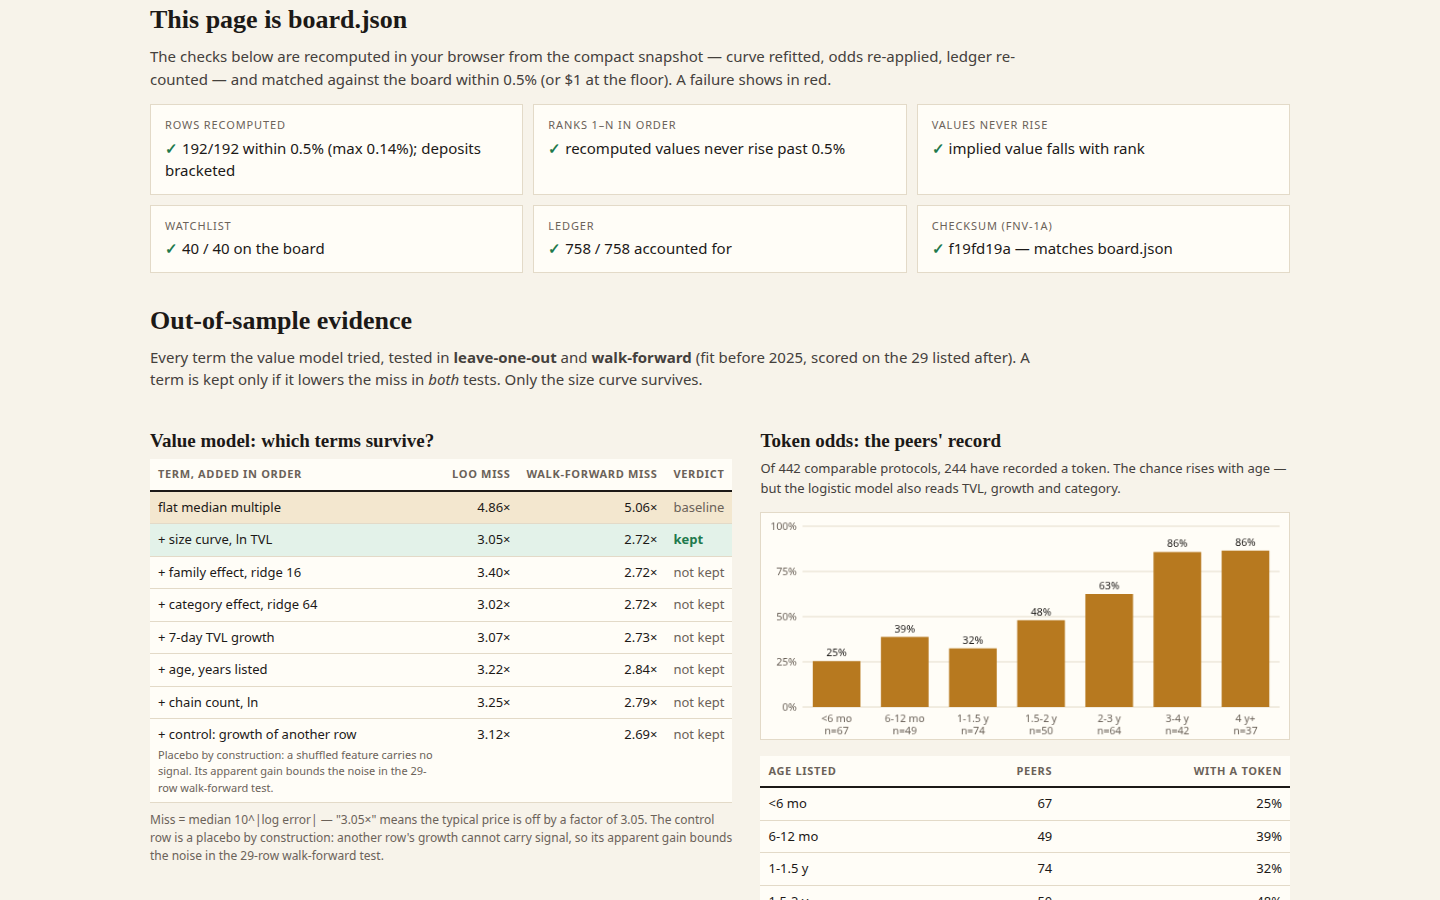 This page is board.json
The checks below are recomputed in your browser from the compact snapshot — curve refitted, odds re-applied, ledger re-
counted — and matched against the board within 0.5% (or $1 at the floor). A failure shows in red.
ROWS RECOMPUTED
✓ 192/192 within 0.5% (max 0.14%); deposits
bracketed
RANKS 1–N IN ORDER
✓ recomputed values never rise past 0.5%
VALUES NEVER RISE
✓ implied value falls with rank
WATCHLIST
✓ 40 / 40 on the board
LEDGER
✓ 758 / 758 accounted for
CHECKSUM (FNV-1A)
✓ f19fd19a — matches board.json
Out-of-sample evidence
Every term the value model tried, tested in leave-one-out and walk-forward (fit before 2025, scored on the 29 listed after). A
term is kept only if it lowers the miss in both tests. Only the size curve survives.
Value model: which terms survive?
TERM, ADDED IN ORDER LOO MISS WALK-FORWARD MISS VERDICT
flat median multiple 4.86× 5.06× baseline
+ size curve, ln TVL 3.05× 2.72× kept
+ family effect, ridge 16 3.40× 2.72× not kept
+ category effect, ridge 64 3.02× 2.72× not kept
+ 7-day TVL growth 3.07× 2.73× not kept
+ age, years listed 3.22× 2.84× not kept
+ chain count, ln 3.25× 2.79× not kept
+ control: growth of another row 3.12× 2.69× not kept
Placebo by construction: a shuffled feature carries no
signal. Its apparent gain bounds the noise in the 29-
row walk-forward test.
Miss = median 10^|log error| — "3.05×" means the typical price is off by a factor of 3.05. The control
row is a placebo by construction: another row's growth cannot carry signal, so its apparent gain bounds
the noise in the 29-row walk-forward test.
Token odds: the peers' record
Of 442 comparable protocols, 244 have recorded a token. The chance rises with age —
but the logistic model also reads TVL, growth and category.
100%
75%
50%
25%
0%
25% 39% 32% 48% 63% 86% 86%
<6 mo 6-12 mo 1-1.5 y 1.5-2 y 2-3 y 3-4 y 4 y+
n=67 n=49 n=74 n=50 n=64 n=42 n=37
AGE LISTED PEERS WITH A TOKEN
<6 mo 67 25%
6-12 mo 49 39%
1-1.5 y 74 32%
1.5-2 y 50 48%